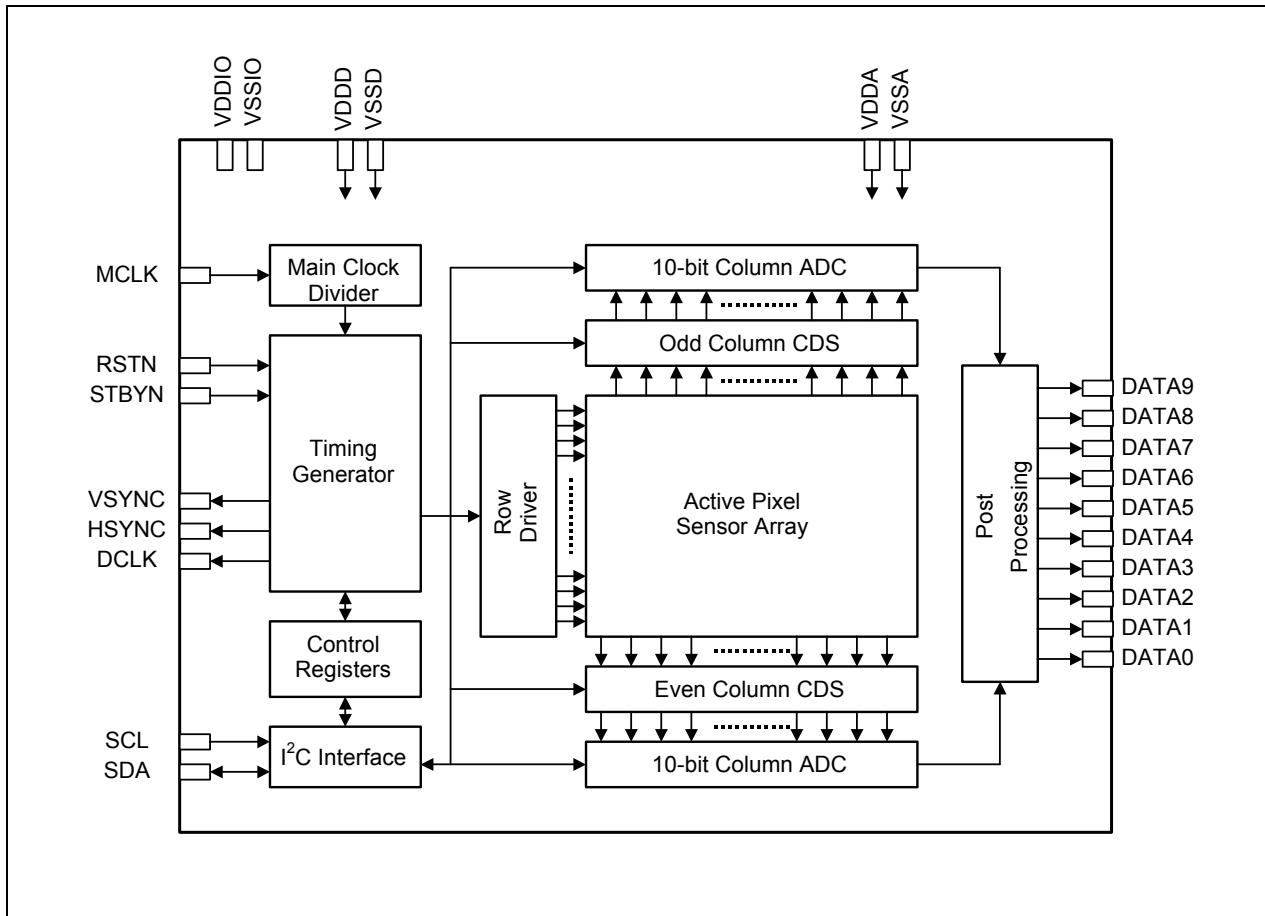 VDDIO
VSSIO
VDDD
VSSD
VDDA
VSSA
MCLK
Main Clock
Divider
10-bit Column ADC
RSTN
STBYN
Odd Column CDS
Timing
Generator
VSYNC
HSYNC
DCLK
Row
Driver
Active Pixel
Sensor Array
Post
Processing
DATA9
DATA8
DATA7
DATA6
DATA5
DATA4
DATA3
DATA2
DATA1
DATA0
Control
Registers
Even Column CDS
SCL
SDA
I²C Interface
10-bit Column ADC